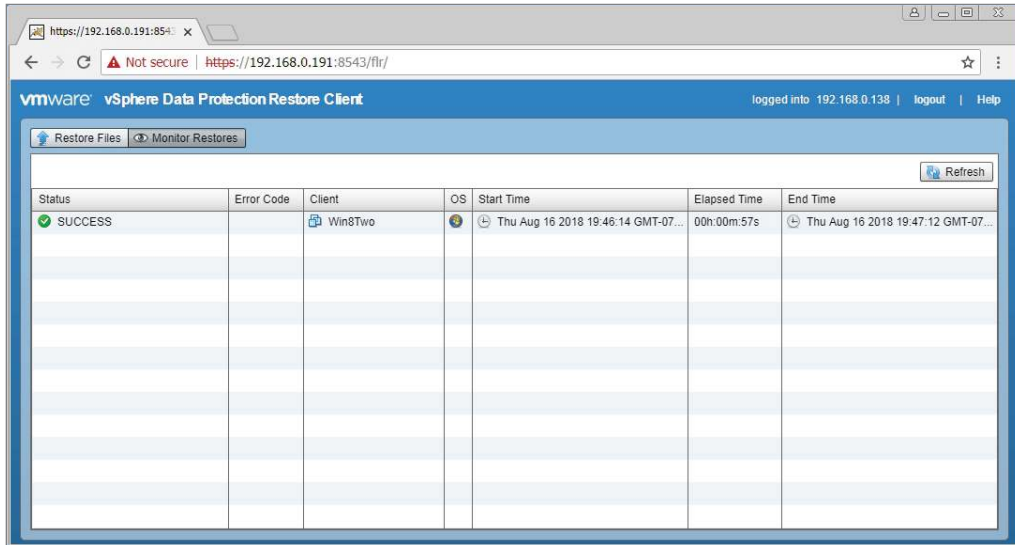 https://192.168.0.191:854
Not secure | https://192.168.0.191:8543/flr/
vmware vSphere Data Protection Restore Client logged into 192.168.0.138 | logout | Help
Restore Files Monitor Restores
Refresh
Status Error Code Client OS Start Time Elapsed Time End Time
SUCCESS Win8Two Thu Aug 16 2018 19:46:14 GMT-07... 00h:00m:57s Thu Aug 16 2018 19:47:12 GMT-07...